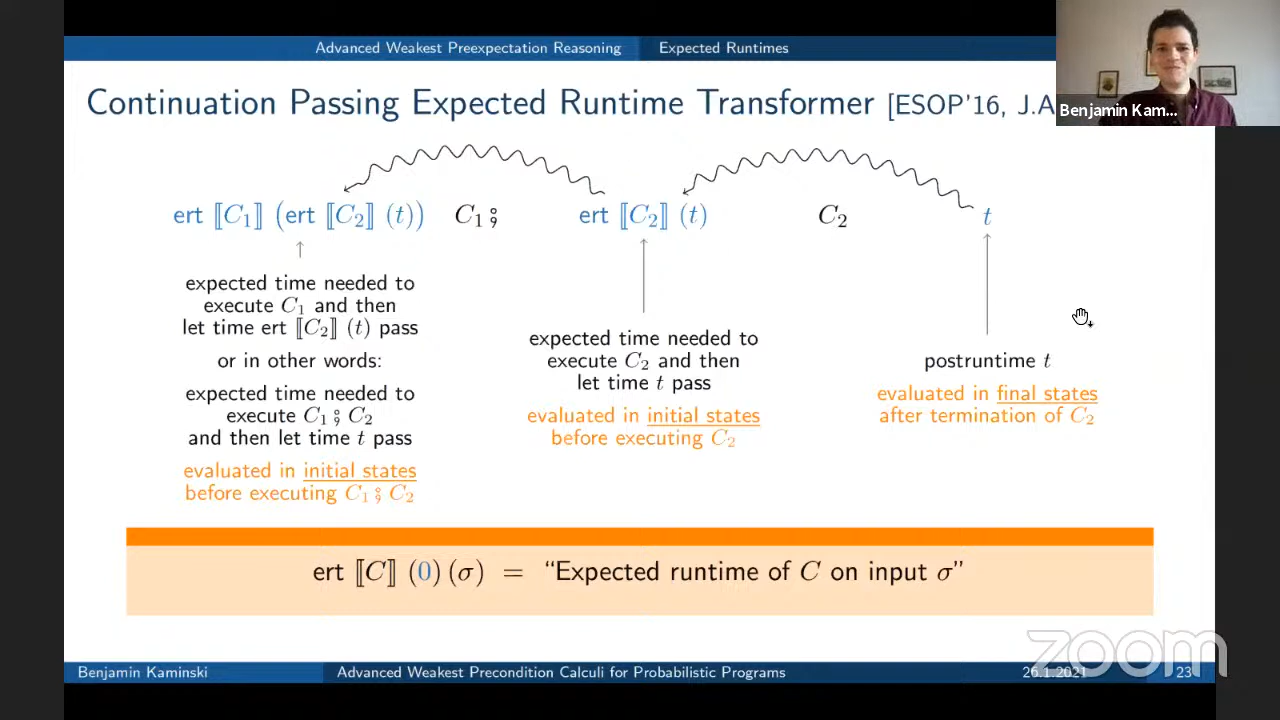 Advanced Weakest Preexpectation Reasoning Expected Runtimes
Continuation Passing Expected Runtime Transformer [ESOP'16, J.A
Benjamin Kam...
ert ⟦C₁⟧ (ert ⟦C₂⟧ (t)) C₁⨟ ert ⟦C₂⟧ (t) C₂ t
expected time needed to
execute C₁ and then
let time ert ⟦C₂⟧ (t) pass
or in other words:
expected time needed to
execute C₁ ⨟ C₂
and then let time t pass
evaluated in initial states
before executing C₁ ⨟ C₂
expected time needed to
execute C₂ and then
let time t pass
evaluated in initial states
before executing C₂
postruntime t
evaluated in final states
after termination of C₂
ert ⟦C⟧ (0) (σ) = “Expected runtime of C on input σ”
zoom
Benjamin Kaminski Advanced Weakest Precondition Calculi for Probabilistic Programs 26.1.2021 23